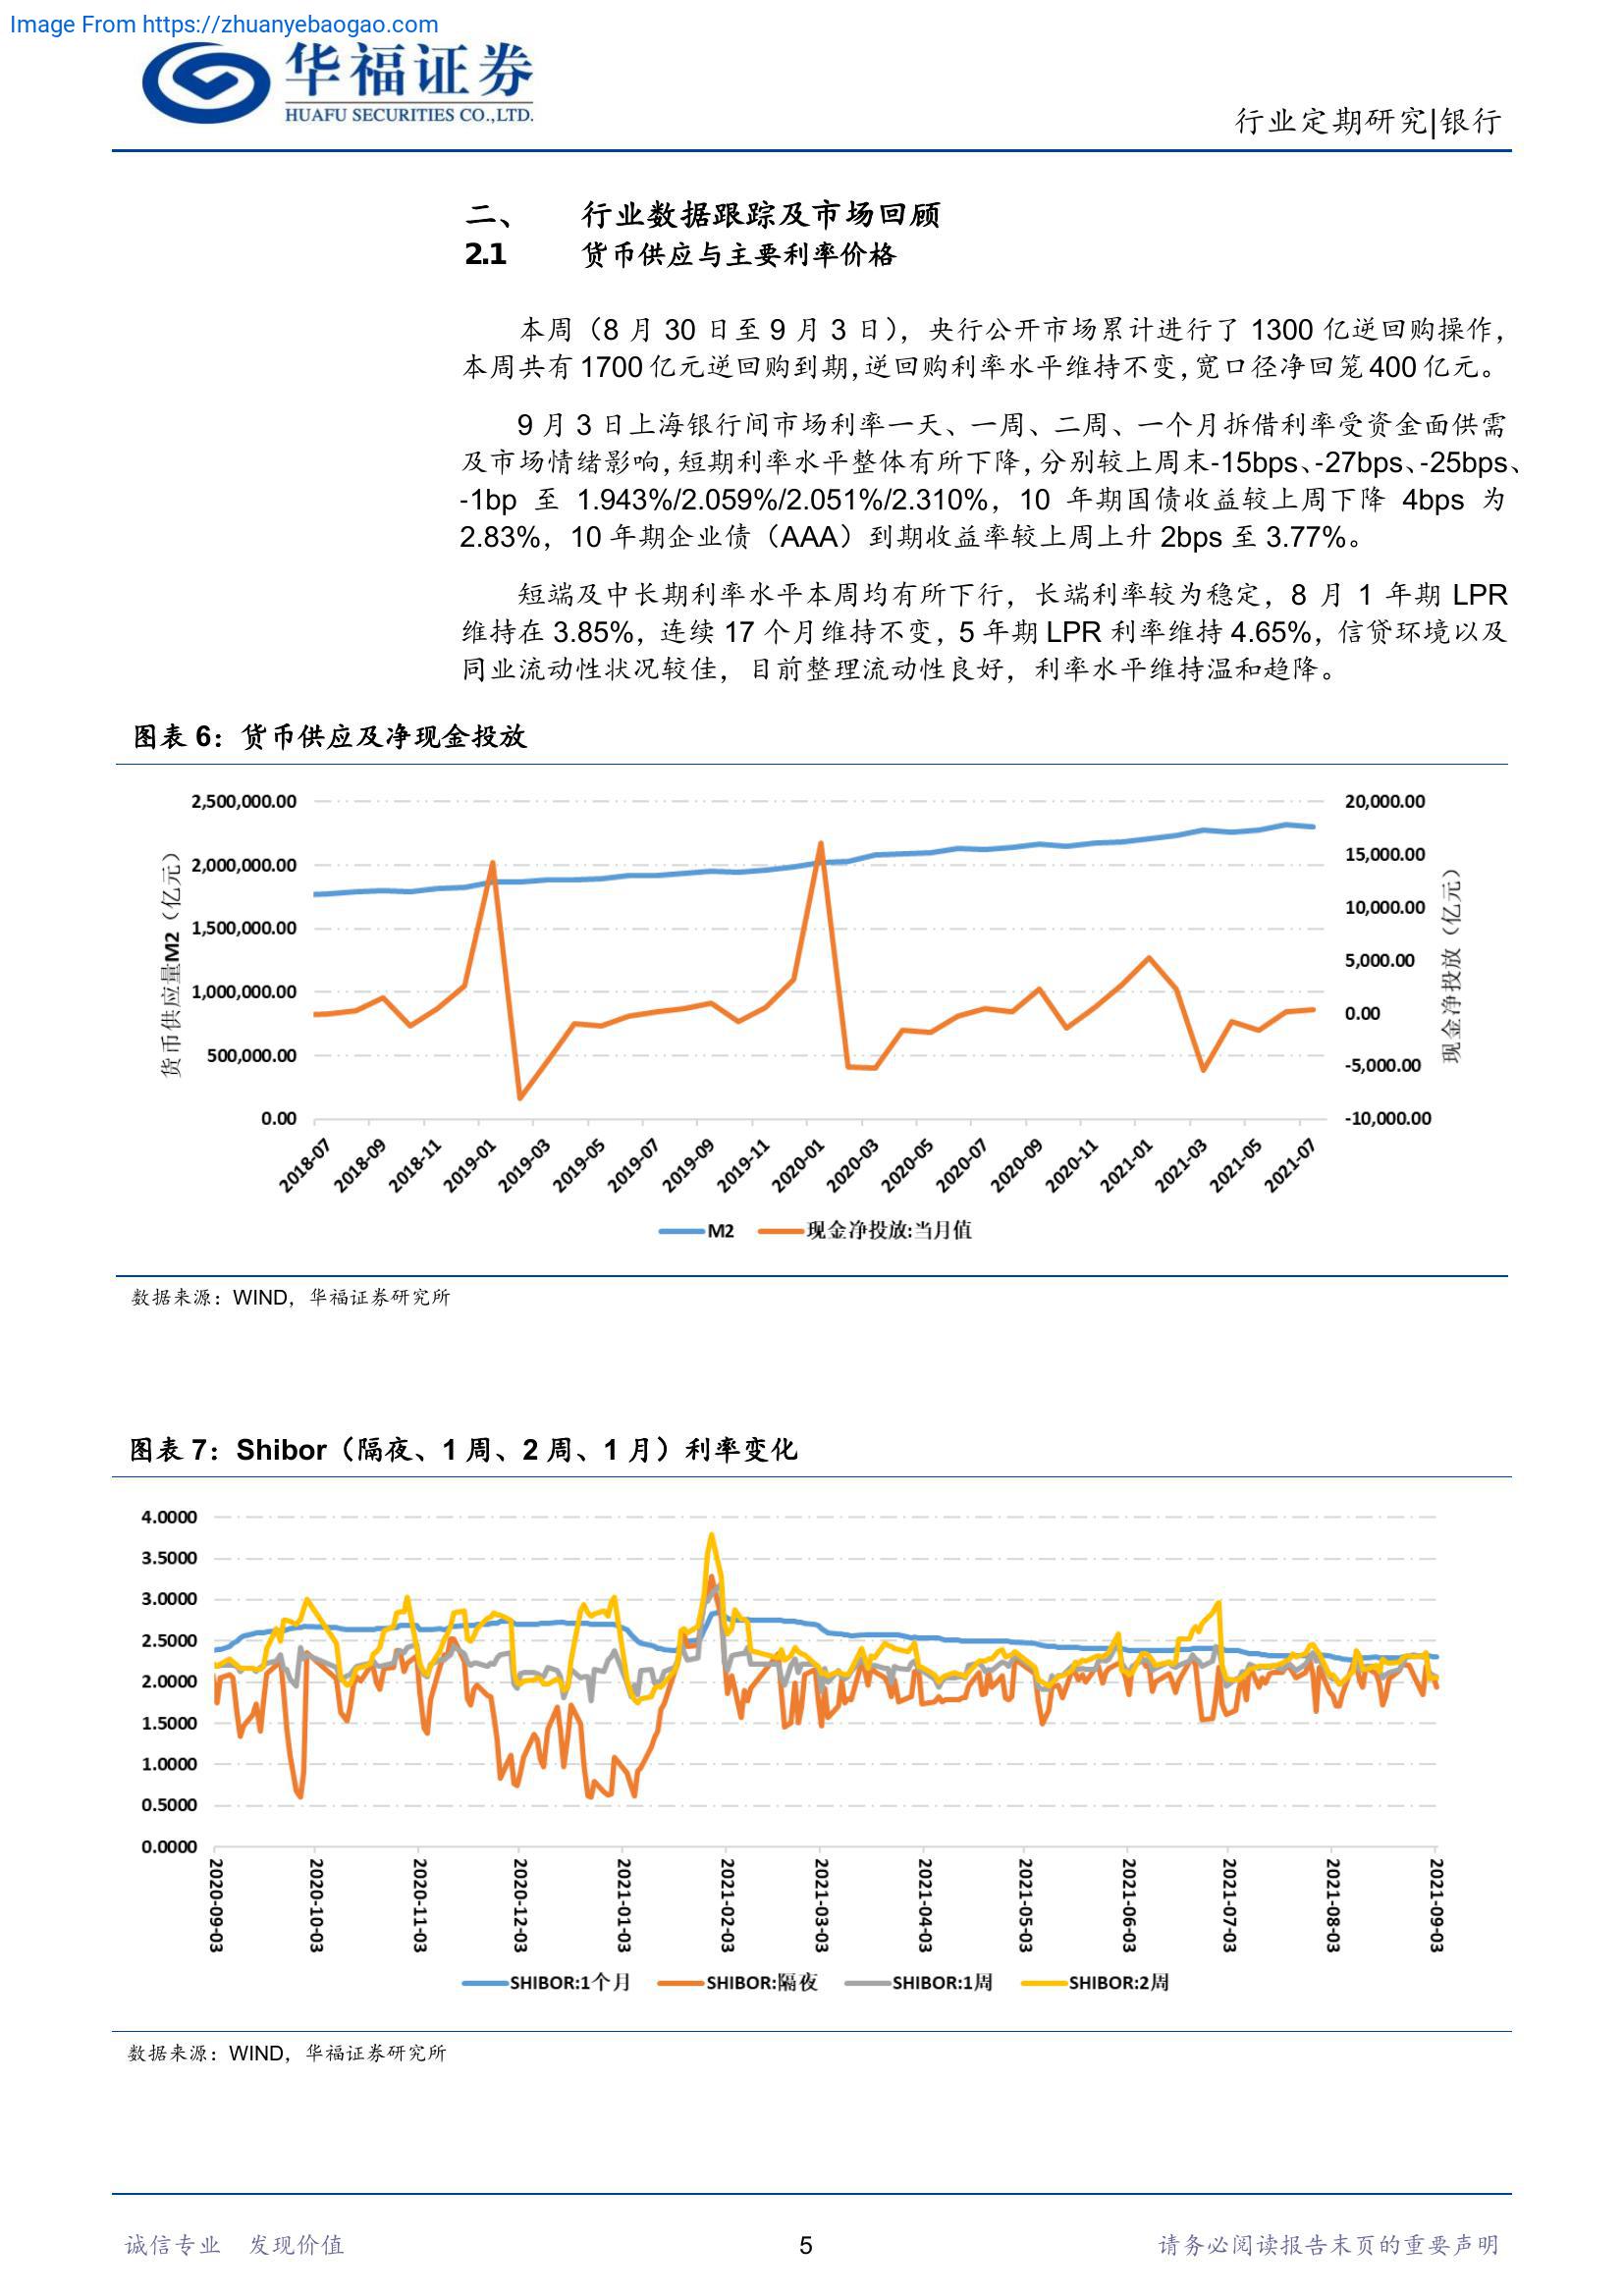 Image From https://zhuanyebaogao.com
华福证券
HUAFU SECURITIES CO.,LTD.
行业定期研究|银行
二、 行业数据跟踪及市场回顾
2.1 货币供应与主要利率价格
本周（8 月 30 日至 9 月 3 日），央行公开市场累计进行了 1300 亿逆回购操作，
本周共有 1700 亿元逆回购到期，逆回购利率水平维持不变，宽口径净回笼 400 亿元。
9 月 3 日上海银行间市场利率一天、一周、二周、一个月拆借利率受资金面供需
及市场情绪影响，短期利率水平整体有所下降，分别较上周末-15bps、-27bps、-25bps、
-1bp 至 1.943%/2.059%/2.051%/2.310%，10 年期国债收益较上周下降 4bps 为
2.83%，10 年期企业债（AAA）到期收益率较上周上升 2bps 至 3.77%。
短端及中长期利率水平本周均有所下行，长端利率较为稳定，8 月 1 年期 LPR
维持在 3.85%，连续 17 个月维持不变，5 年期 LPR 利率维持 4.65%，信贷环境以及
同业流动性状况较佳，目前整理流动性良好，利率水平维持温和趋降。
图表 6：货币供应及净现金投放
2,500,000.00
2,000,000.00
1,500,000.00
1,000,000.00
500,000.00
0.00
货币供应量M2（亿元）
20,000.00
15,000.00
10,000.00
5,000.00
0.00
-5,000.00
-10,000.00
现金净投放（亿元）
2018-07
2018-09
2018-11
2019-01
2019-03
2019-05
2019-07
2019-09
2019-11
2020-01
2020-03
2020-05
2020-07
2020-09
2020-11
2021-01
2021-03
2021-05
2021-07
M2 现金净投放:当月值
数据来源：WIND，华福证券研究所
图表 7：Shibor（隔夜、1 周、2 周、1 月）利率变化
4.0000
3.5000
3.0000
2.5000
2.0000
1.5000
1.0000
0.5000
0.0000
2020-09-03
2020-10-03
2020-11-03
2020-12-03
2021-01-03
2021-02-03
2021-03-03
2021-04-03
2021-05-03
2021-06-03
2021-07-03
2021-08-03
2021-09-03
SHIBOR:1个月 SHIBOR:隔夜 SHIBOR:1周 SHIBOR:2周
数据来源：WIND，华福证券研究所
诚信专业 发现价值 5 请务必阅读报告末页的重要声明